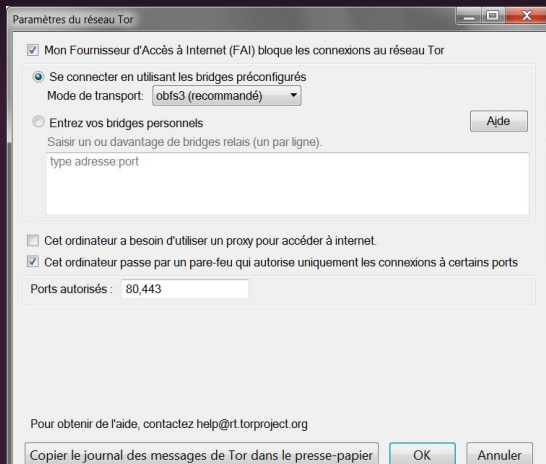 Paramètres du réseau Tor
Mon Fournisseur d'Accès à Internet (FAI) bloque les connexions au réseau Tor
Se connecter en utilisant les bridges préconfigurés
Mode de transport: obfs3 (recommandé)
Entrez vos bridges personnels
Aide
Saisir un ou davantage de bridges relais (un par ligne).
type adresse:port
Cet ordinateur a besoin d'utiliser un proxy pour accéder à internet.
Cet ordinateur passe par un pare-feu qui autorise uniquement les connexions à certains ports
Ports autorisés : 80,443
Pour obtenir de l'aide, contactez help@rt.torproject.org
Copier le journal des messages de Tor dans le presse-papier OK Annuler